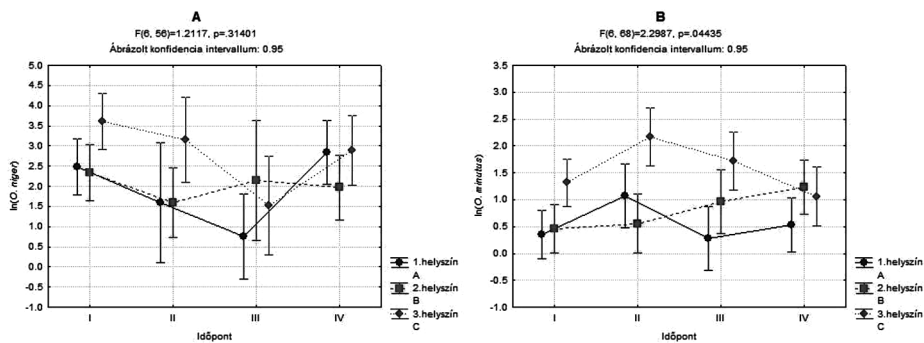 A
F(6, 56)=1.2117, p=.31401
Ábrázolt konfidencia intervallum: 0.95
5.0
4.5
4.0
3.5
3.0
2.5
2.0
1.5
1.0
0.5
0.0
-0.5
-1.0
ln(O. niger)
I
II
III
IV
Időpont
1.helyszín
A
2.helyszín
B
3.helyszín
C
B
F(6, 68)=2.2987, p=.04435
Ábrázolt konfidencia intervallum: 0.95
3.5
3.0
2.5
2.0
1.5
1.0
0.5
0.0
-0.5
-1.0
ln(O. minutus)
I
II
III
IV
Időpont
1.helyszín
A
2.helyszín
B
3.helyszín
C